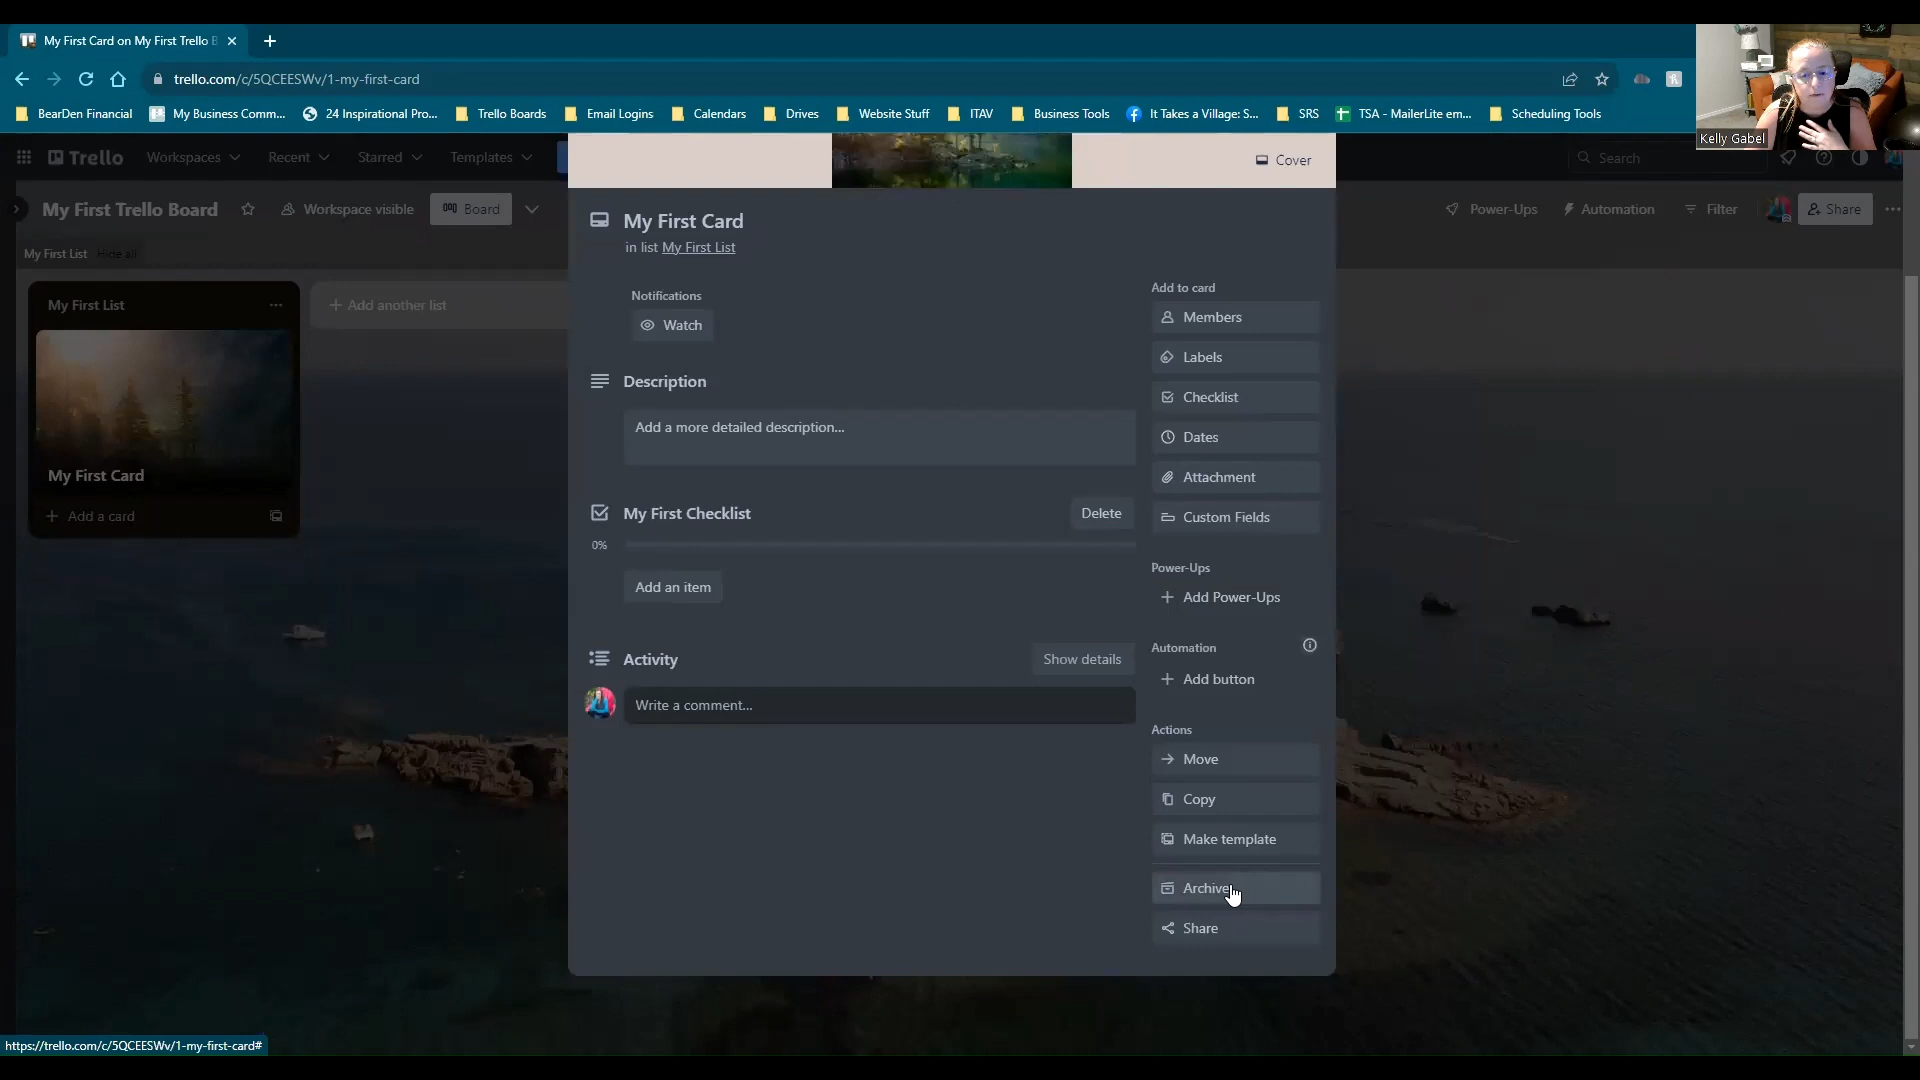 My First Card on My First Trello B
trello.com/c/5QCEESWv/1-my-first-card
BearDen Financial
My Business Comm...
24 Inspirational Pro...
Trello Boards
Email Logins
Calendars
Drives
Website Stuff
ITAV
Business Tools
It Takes a Village: S...
SRS
TSA - MailerLite em...
Scheduling Tools
Kelly Gabel
Trello
Workspaces
Recent
Starred
Templates
Search
Cover
My First Trello Board
Workspace visible
Board
Power-Ups
Automation
Filter
Share
My First List
Hide all
My First List
Add another list
My First Card
Add a card
My First Card
in list My First List
Notifications
Watch
Description
Add a more detailed description...
My First Checklist
Delete
0%
Add an item
Activity
Show details
Write a comment...
Add to card
Members
Labels
Checklist
Dates
Attachment
Custom Fields
Power-Ups
Add Power-Ups
Automation
Add button
Actions
Move
Copy
Make template
Archive
Share
https://trello.com/c/5QCEESWv/1-my-first-card#